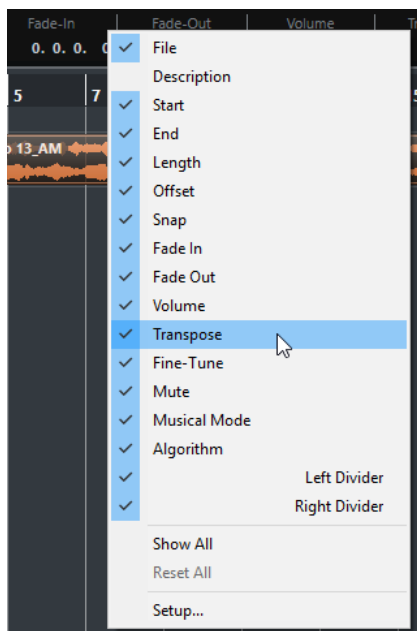 Fade-In Fade-Out Volume
0. 0. 0.
5 7
13_AM
File
Description
Start
End
Length
Offset
Snap
Fade In
Fade Out
Volume
Transpose
Fine-Tune
Mute
Musical Mode
Algorithm
Left Divider
Right Divider
Show All
Reset All
Setup...